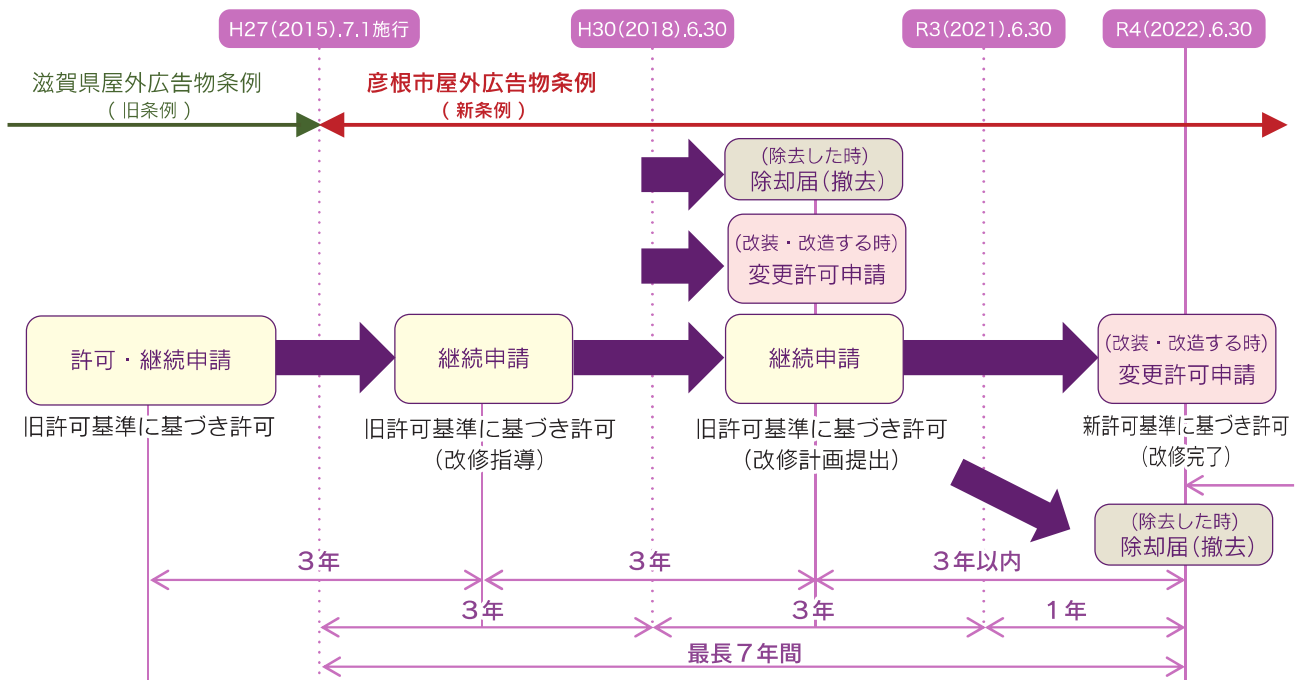 H27(2015).7.1施行
H30(2018).6.30
R3(2021).6.30
R4(2022).6.30
滋賀県屋外広告物条例
( 旧条例 )
彦根市屋外広告物条例
( 新条例 )
(除去した時)
除却届(撤去)
(改装・改造する時)
変更許可申請
許可・継続申請
旧許可基準に基づき許可
継続申請
旧許可基準に基づき許可
(改修指導)
継続申請
旧許可基準に基づき許可
(改修計画提出)
(改装・改造する時)
変更許可申請
新許可基準に基づき許可
(改修完了)
(除去した時)
除却届(撤去)
3年
3年
3年以内
3年
3年
1年
最長7年間